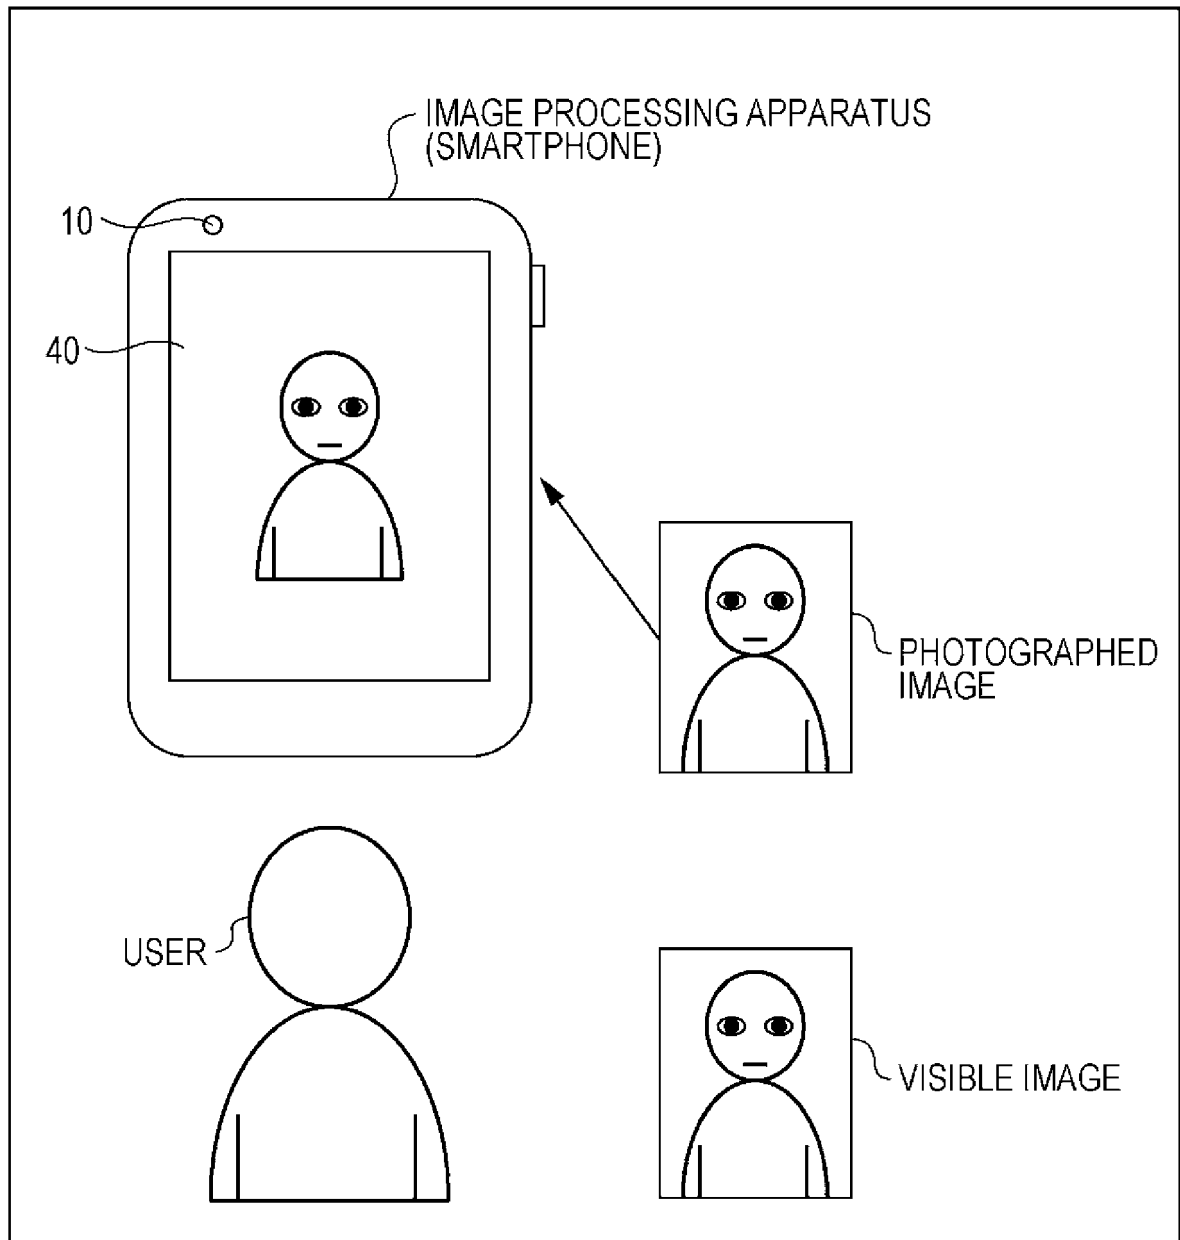 IMAGE PROCESSING APPARATUS
(SMARTPHONE)
10
40
PHOTOGRAPHED
IMAGE
USER
VISIBLE IMAGE